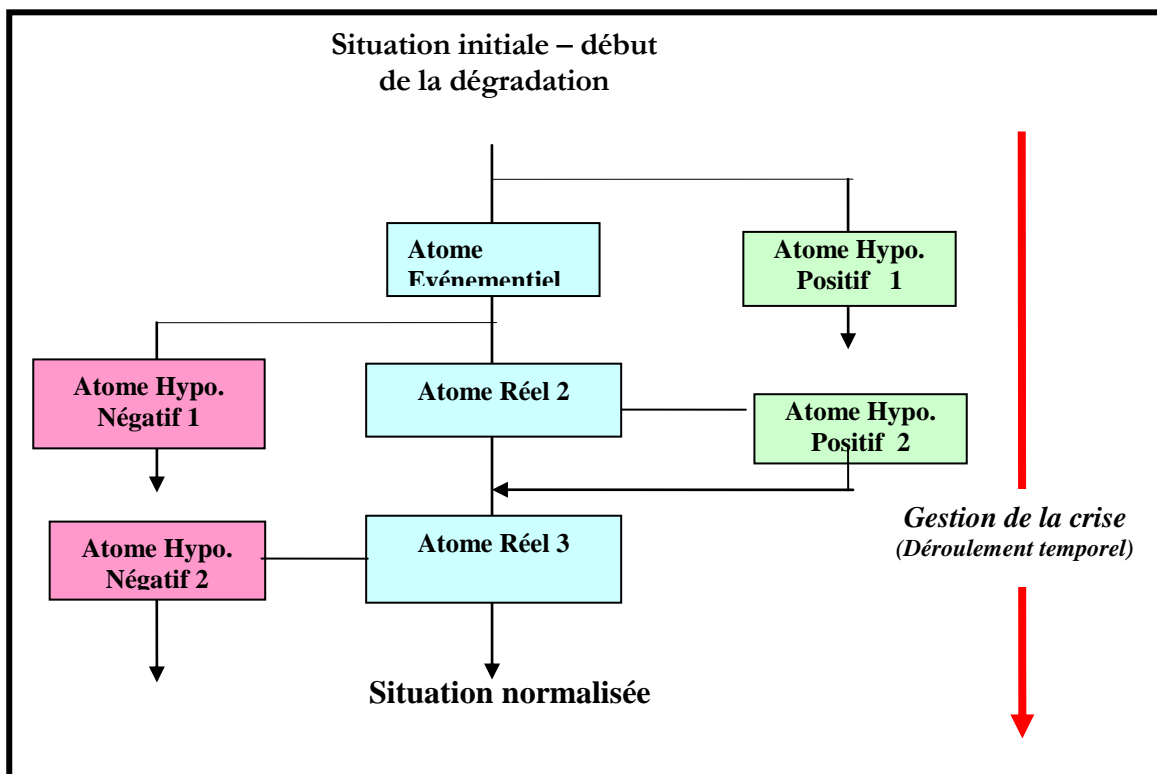 Situation initiale – début
de la dégradation
Atome
Evénementiel
Atome Hypo.
Positif 1
Atome Hypo.
Négatif 1
Atome Réel 2
Atome Hypo.
Positif 2
Gestion de la crise
(Déroulement temporel)
Atome Hypo.
Négatif 2
Atome Réel 3
Situation normalisée